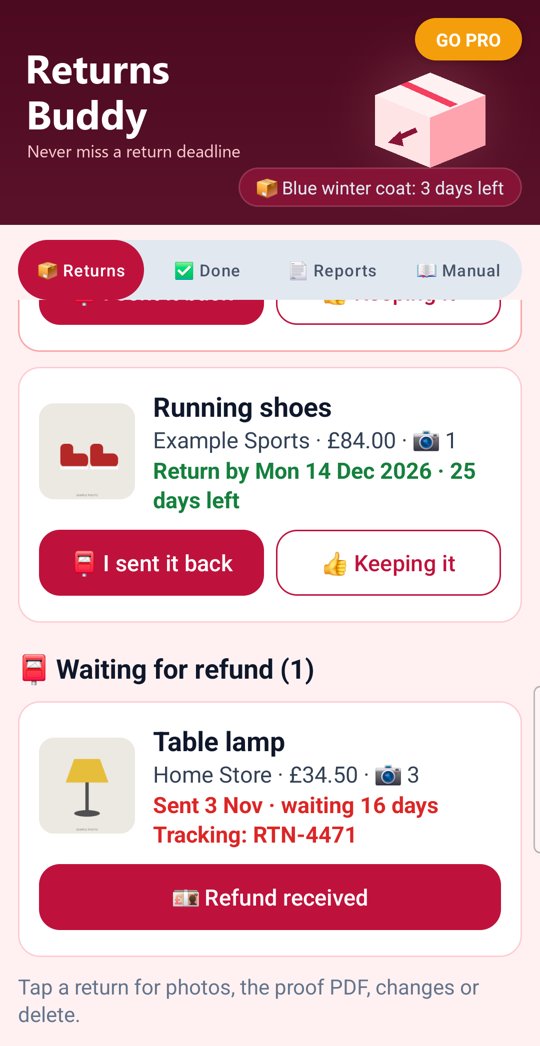 GO PRO
Returns
Buddy
Never miss a return deadline
📦 Blue winter coat: 3 days left
📦 Returns
✅ Done
📄 Reports
📖 Manual
Running shoes
Example Sports · £84.00 · 📷 1
Return by Mon 14 Dec 2026 · 25
days left
📮 I sent it back
👍 Keeping it
📮 Waiting for refund (1)
Table lamp
Home Store · £34.50 · 📷 3
Sent 3 Nov · waiting 16 days
Tracking: RTN-4471
💷 Refund received
Tap a return for photos, the proof PDF, changes or
delete.